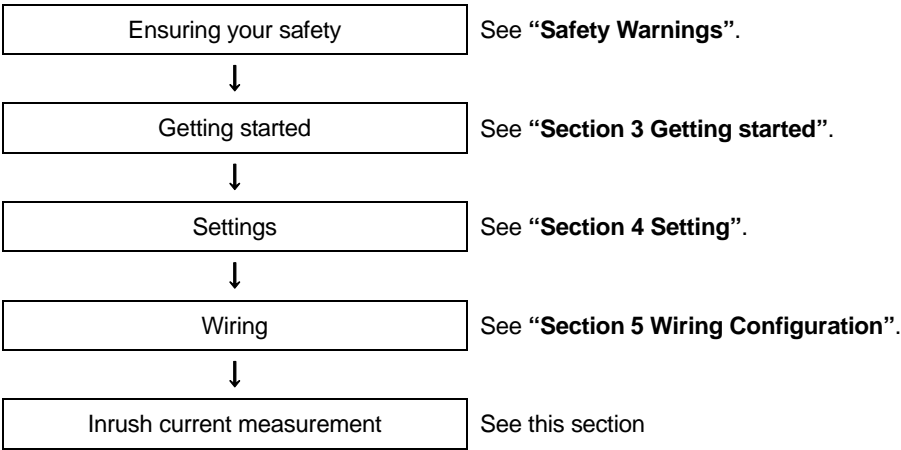 Ensuring your safety See “Safety Warnings”.
Getting started See “Section 3 Getting started”.
Settings See “Section 4 Setting”.
Wiring See “Section 5 Wiring Configuration”.
Inrush current measurement See this section